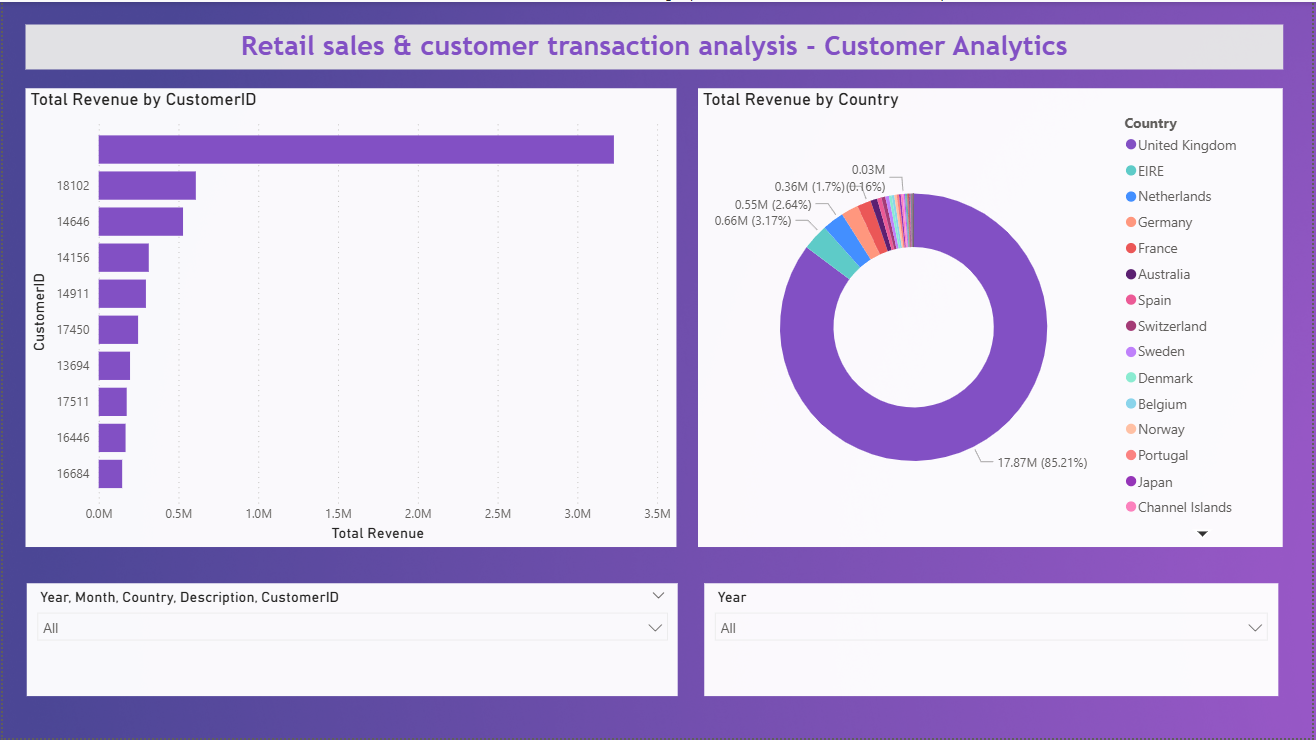 Retail sales & customer transaction analysis - Customer Analytics
Total Revenue by CustomerID
CustomerID
18102
14646
14156
14911
17450
13694
17511
16446
16684
0.0M 0.5M 1.0M 1.5M 2.0M 2.5M 3.0M 3.5M
Total Revenue
Total Revenue by Country
0.03M
(0.16%)
0.36M (1.7%)
0.55M (2.64%)
0.66M (3.17%)
17.87M (85.21%)
Country
United Kingdom
EIRE
Netherlands
Germany
France
Australia
Spain
Switzerland
Sweden
Denmark
Belgium
Norway
Portugal
Japan
Channel Islands
Year, Month, Country, Description, CustomerID
All
Year
All